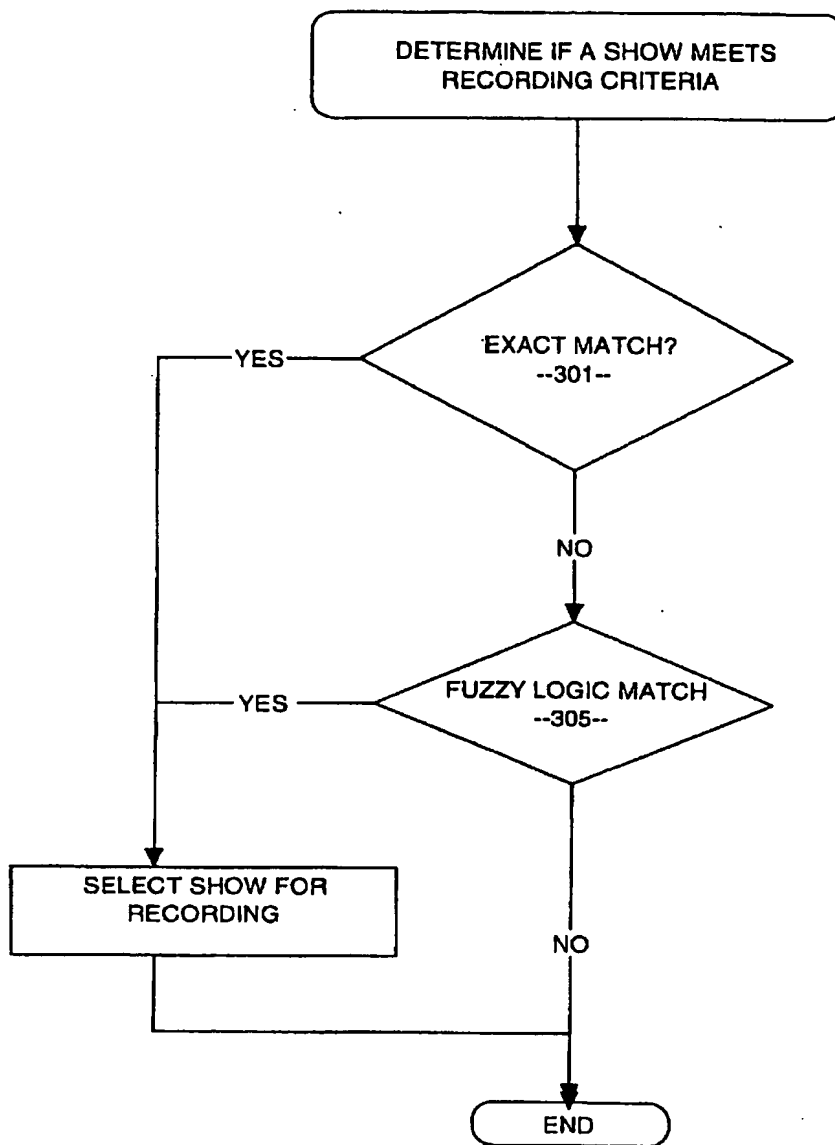 DETERMINE IF A SHOW MEETS
RECORDING CRITERIA
EXACT MATCH?
--301--
YES
NO
FUZZY LOGIC MATCH
--305--
YES
SELECT SHOW FOR
RECORDING
NO
END